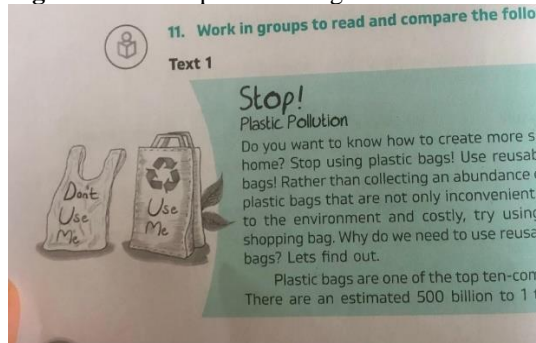 11. Work in groups to read and compare the follo
Text 1
Stop!
Plastic Pollution
Do you want to know how to create more s
home? Stop using plastic bags! Use reusab
bags! Rather than collecting an abundance
plastic bags that are not only inconvenient
to the environment and costly, try using
shopping bag. Why do we need to use reusa
bags? Lets find out.
Plastic bags are one of the top ten-con
There are an estimated 500 billion to 1 t
Don't
Use
Me
Use
Me